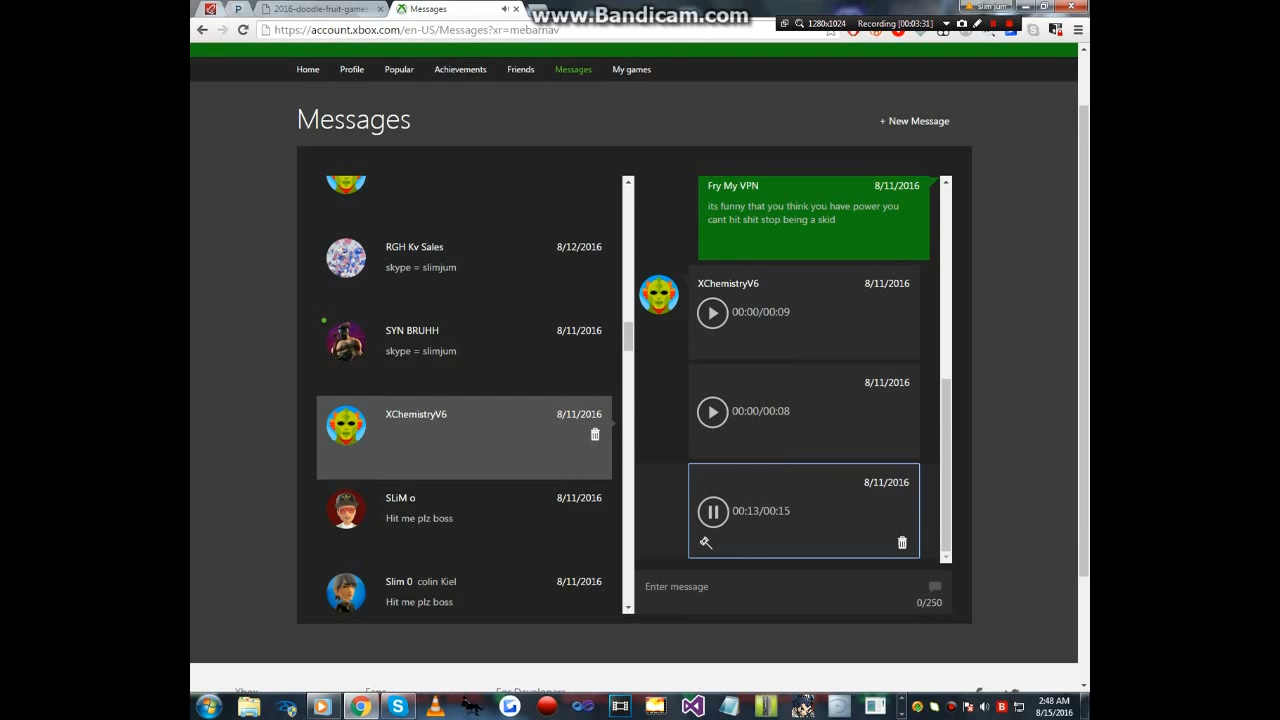 2016-doodle-fruit-games
Messages
www.Bandicam.com
1280x1024
Recording [00:03:31]
slim jum
https://account.xbox.com/en-US/Messages?xr=mebarnav
Home
Profile
Popular
Achievements
Friends
Messages
My games
Messages
+ New Message
RGH Kv Sales 8/12/2016
skype = slimjum
SYN BRUHH 8/11/2016
skype = slimjum
XChemistryV6 8/11/2016
SLiM o 8/11/2016
Hit me plz boss
Slim 0 colin Kiel 8/11/2016
Hit me plz boss
Fry My VPN 8/11/2016
its funny that you think you have power you
cant hit shit stop being a skid
XChemistryV6 8/11/2016
00:00/00:09
8/11/2016
00:00/00:08
8/11/2016
00:13/00:15
Enter message
0/250
Xbox
Fans
For Developers
2:48 AM
8/15/2016